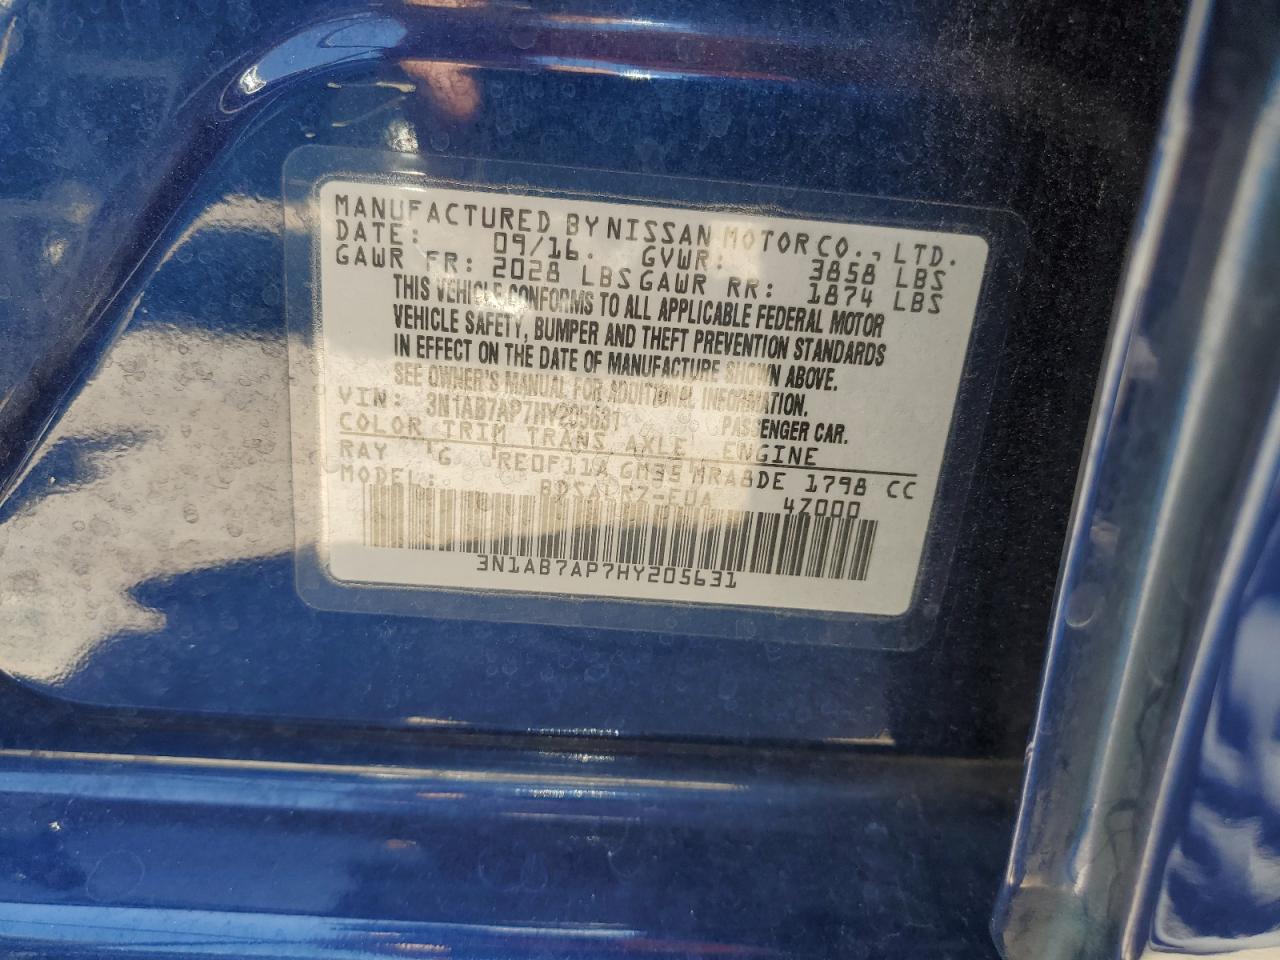 MANUFACTURED BY NISSAN MOTOR CO., LTD.
DATE: 09/16. GVWR: 3858 LBS
GAWR FR: 2028 LBS GAWR RR: 1874 LBS
THIS VEHICLE CONFORMS TO ALL APPLICABLE FEDERAL MOTOR
VEHICLE SAFETY, BUMPER AND THEFT PREVENTION STANDARDS
IN EFFECT ON THE DATE OF MANUFACTURE SHOWN ABOVE.
SEE OWNER'S MANUAL FOR ADDITIONAL INFORMATION.
VIN: 3N1AB7AP7HY205631 PASSENGER CAR.
COLOR TRIM TRANS AXLE ENGINE
RAY G RE0F11A GM35 MRA8DE 1798 CC
MODEL: 47000
3N1AB7AP7HY205631